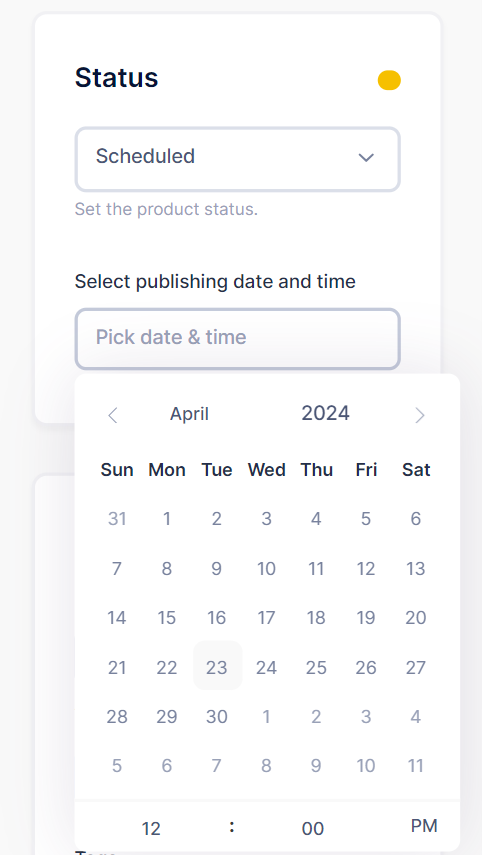 Status
Scheduled
Set the product status.
Select publishing date and time
Pick date & time
April 2024
Sun Mon Tue Wed Thu Fri Sat
31 1 2 3 4 5 6
7 8 9 10 11 12 13
14 15 16 17 18 19 20
21 22 23 24 25 26 27
28 29 30 1 2 3 4
5 6 7 8 9 10 11
12 : 00 PM